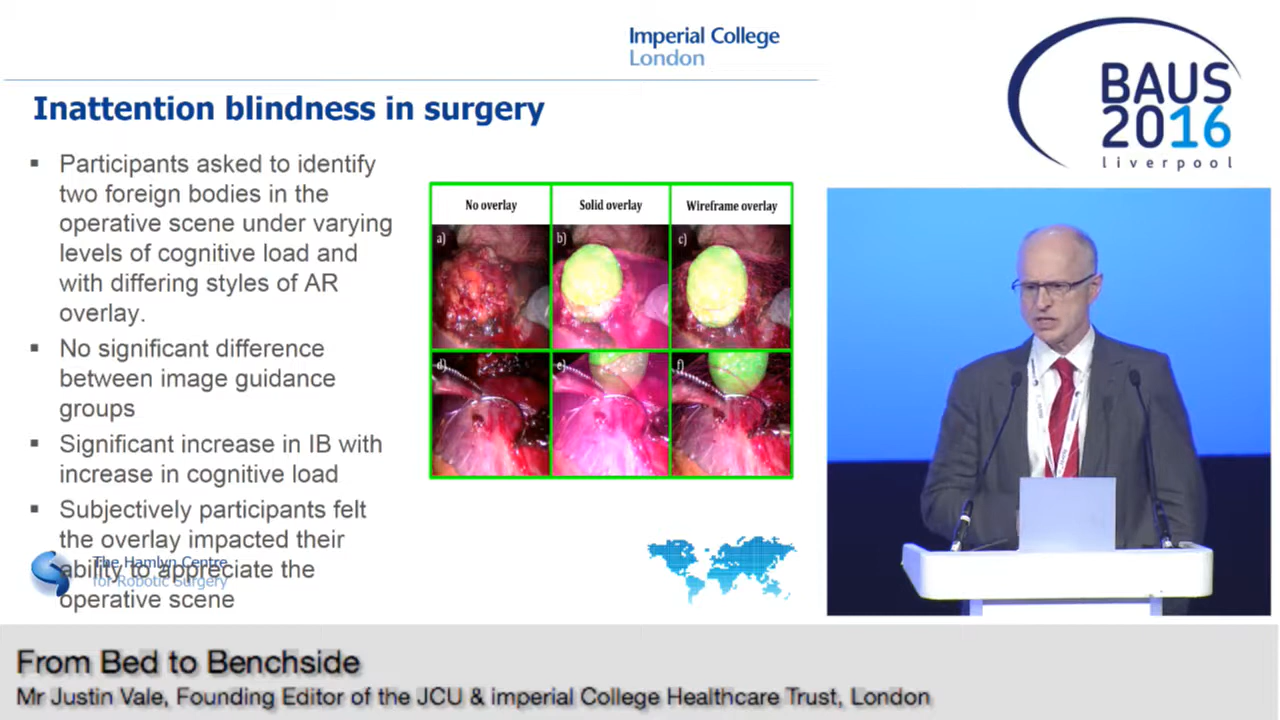 Imperial College
London
BAUS
2016
liverpool
Inattention blindness in surgery
▪ Participants asked to identify
two foreign bodies in the
operative scene under varying
levels of cognitive load and
with differing styles of AR
overlay.
▪ No significant difference
between image guidance
groups
▪ Significant increase in IB with
increase in cognitive load
▪ Subjectively participants felt
the overlay impacted their
ability to appreciate the
operative scene
No overlay
Solid overlay
Wireframe overlay
a)
b)
c)
d)
e)
f)
The Hamlyn Centre
for Robotic Surgery
From Bed to Benchside
Mr Justin Vale, Founding Editor of the JCU & imperial College Healthcare Trust, London